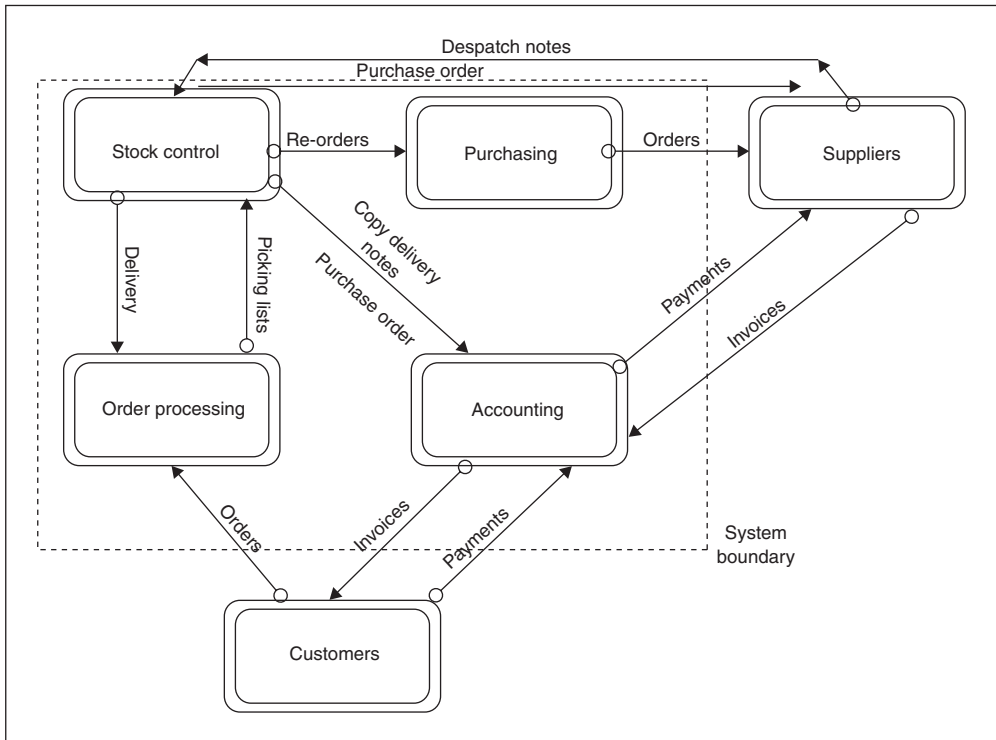 Despatch notes
Purchase order
Stock control
Re-orders
Purchasing
Orders
Suppliers
Delivery
Picking lists
Copy delivery
notes
Purchase order
Payments
Invoices
Order processing
Accounting
Orders
Invoices
Payments
System
boundary
Customers